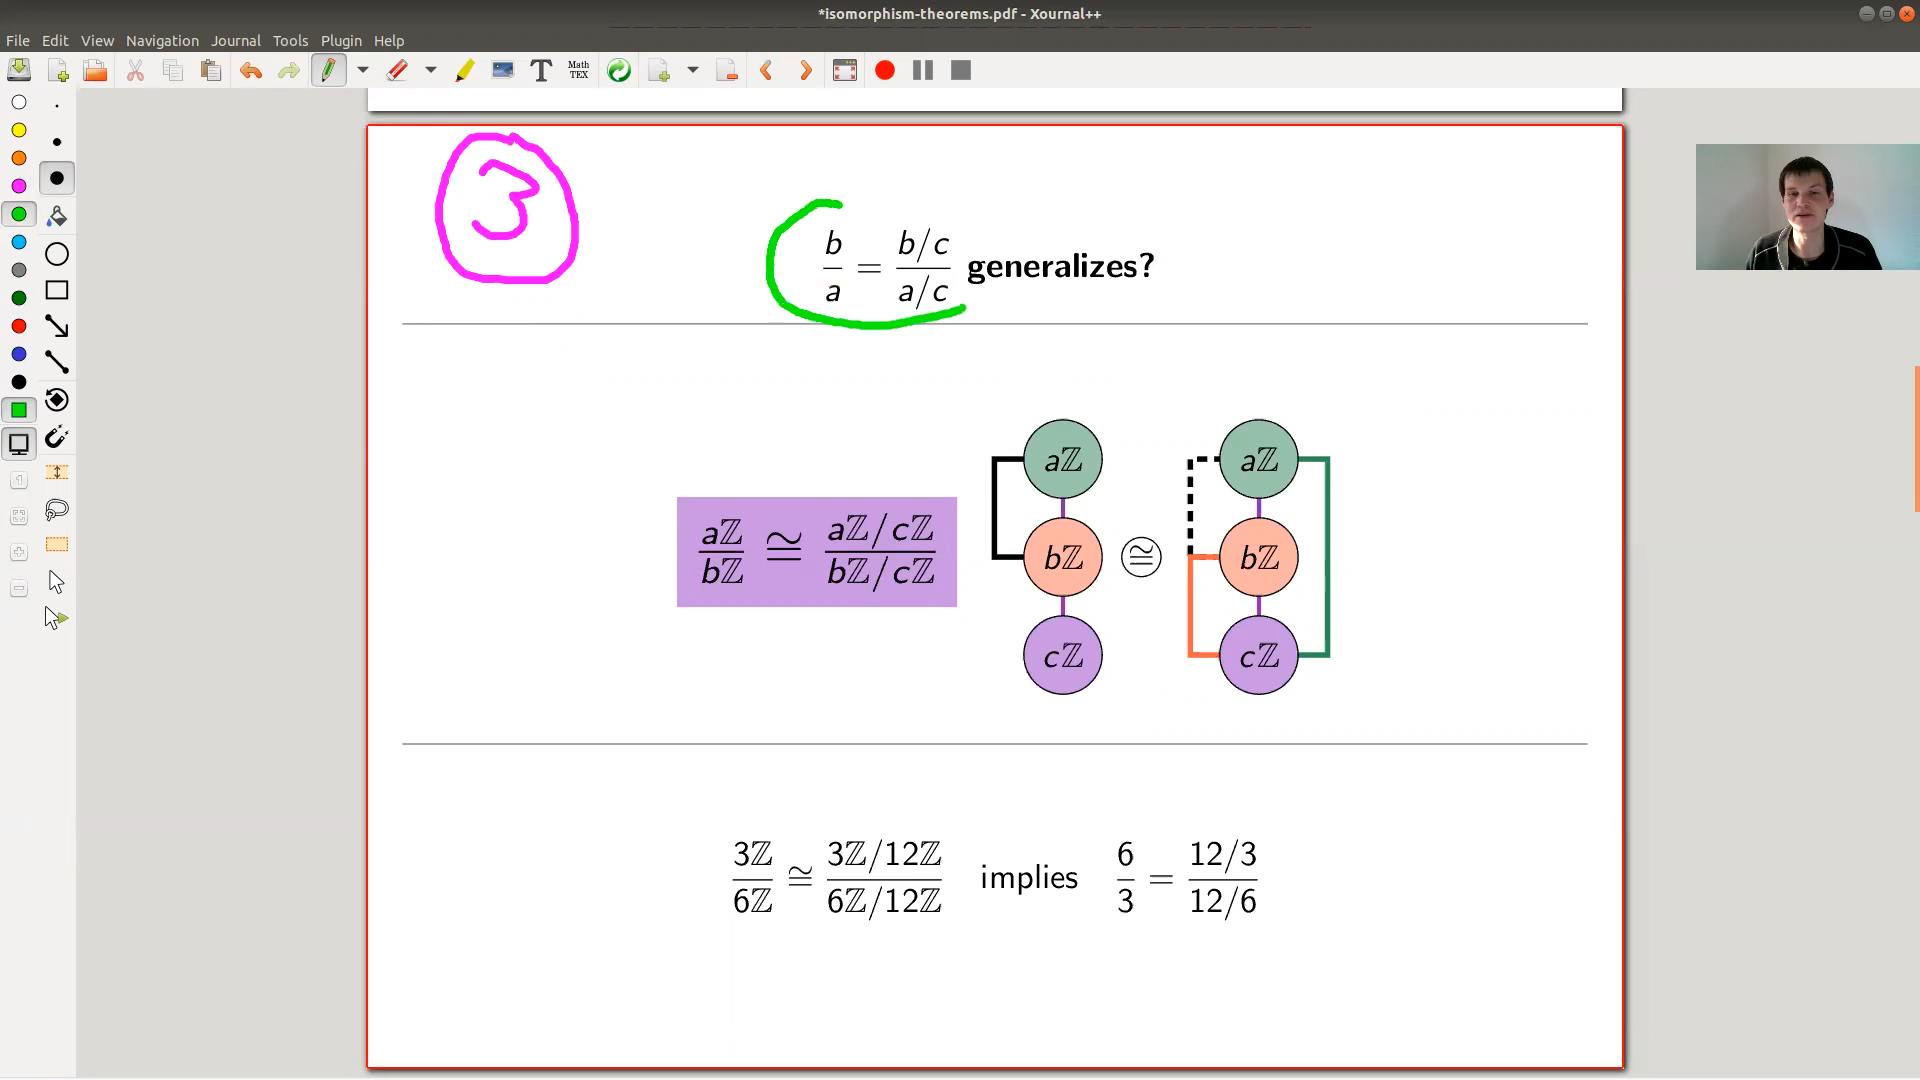 *isomorphism-theorems.pdf - Xournal++
File Edit View Navigation Journal Tools Plugin Help
T Math TEX
3
b/a = (b/c)/(a/c) generalizes?
aℤ aℤ
aℤ/bℤ ≅ (aℤ/cℤ)/(bℤ/cℤ) bℤ ≅ bℤ
cℤ cℤ
3ℤ/6ℤ ≅ (3ℤ/12ℤ)/(6ℤ/12ℤ) implies 6/3 = (12/3)/(12/6)